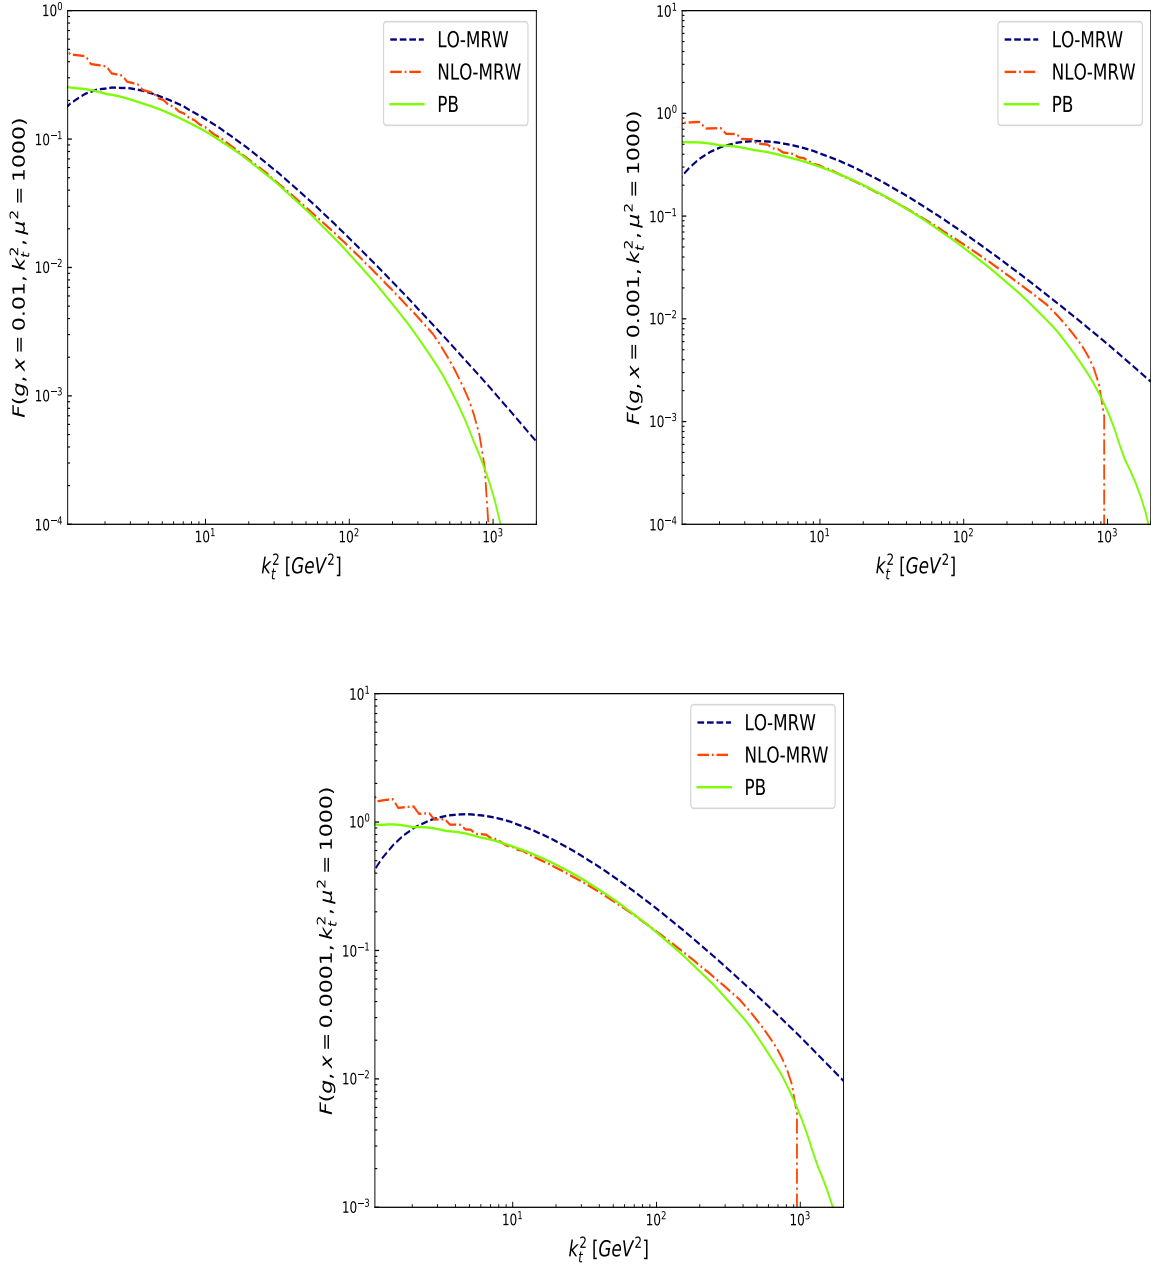 F(g, x = 0.01, k_t^2, μ^2 = 1000)
10^0
10^{-1}
10^{-2}
10^{-3}
10^{-4}
LO-MRW
NLO-MRW
PB
10^1
10^2
10^3
k_t^2 [GeV^2]
F(g, x = 0.001, k_t^2, μ^2 = 1000)
10^1
10^0
10^{-1}
10^{-2}
10^{-3}
10^{-4}
LO-MRW
NLO-MRW
PB
10^1
10^2
10^3
k_t^2 [GeV^2]
F(g, x = 0.0001, k_t^2, μ^2 = 1000)
10^1
10^0
10^{-1}
10^{-2}
10^{-3}
LO-MRW
NLO-MRW
PB
10^1
10^2
10^3
k_t^2 [GeV^2]